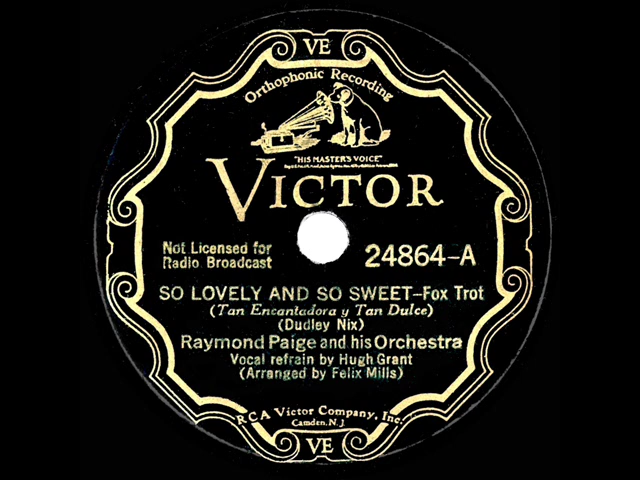 VE
Orthophonic Recording
"HIS MASTER'S VOICE"
VICTOR
Not Licensed for
Radio Broadcast
24864-A
SO LOVELY AND SO SWEET-Fox Trot
(Tan Encantadora y Tan Dulce)
(Dudley Nix)
Raymond Paige and his Orchestra
Vocal refrain by Hugh Grant
(Arranged by Felix Mills)
RCA Victor Company, Inc.
Camden, N. J.
VE